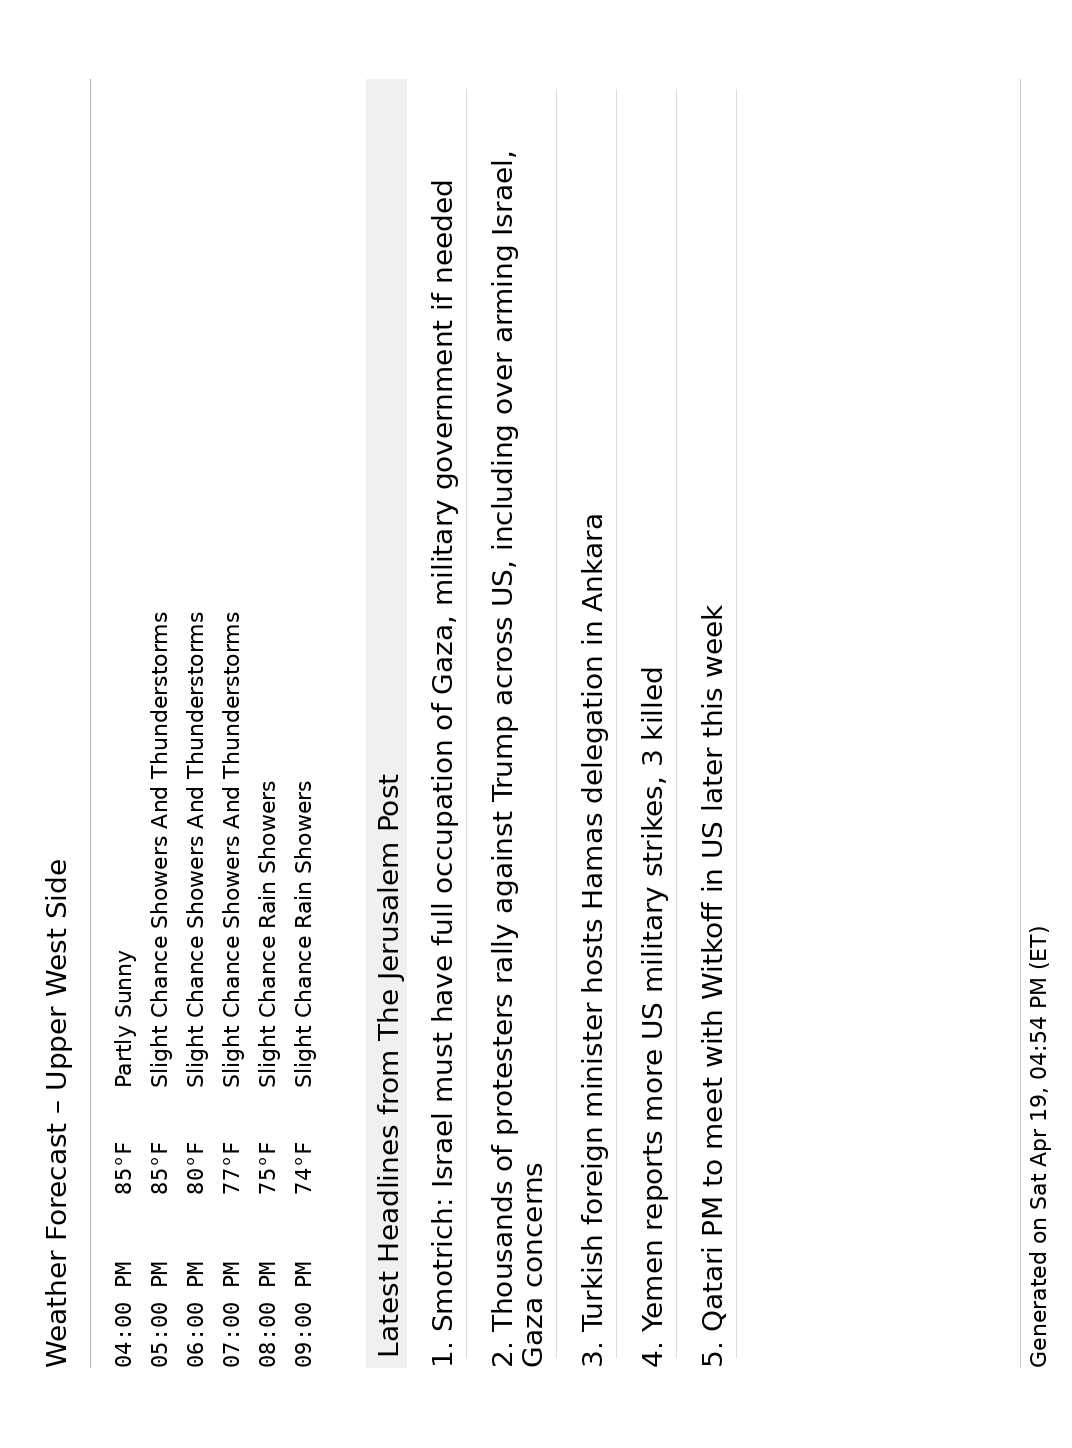 Weather Forecast – Upper West Side
04:00 PM 85°F Partly Sunny
05:00 PM 85°F Slight Chance Showers And Thunderstorms
06:00 PM 80°F Slight Chance Showers And Thunderstorms
07:00 PM 77°F Slight Chance Showers And Thunderstorms
08:00 PM 75°F Slight Chance Rain Showers
09:00 PM 74°F Slight Chance Rain Showers
Latest Headlines from The Jerusalem Post
1. Smotrich: Israel must have full occupation of Gaza, military government if needed
2. Thousands of protesters rally against Trump across US, including over arming Israel,
Gaza concerns
3. Turkish foreign minister hosts Hamas delegation in Ankara
4. Yemen reports more US military strikes, 3 killed
5. Qatari PM to meet with Witkoff in US later this week
Generated on Sat Apr 19, 04:54 PM (ET)